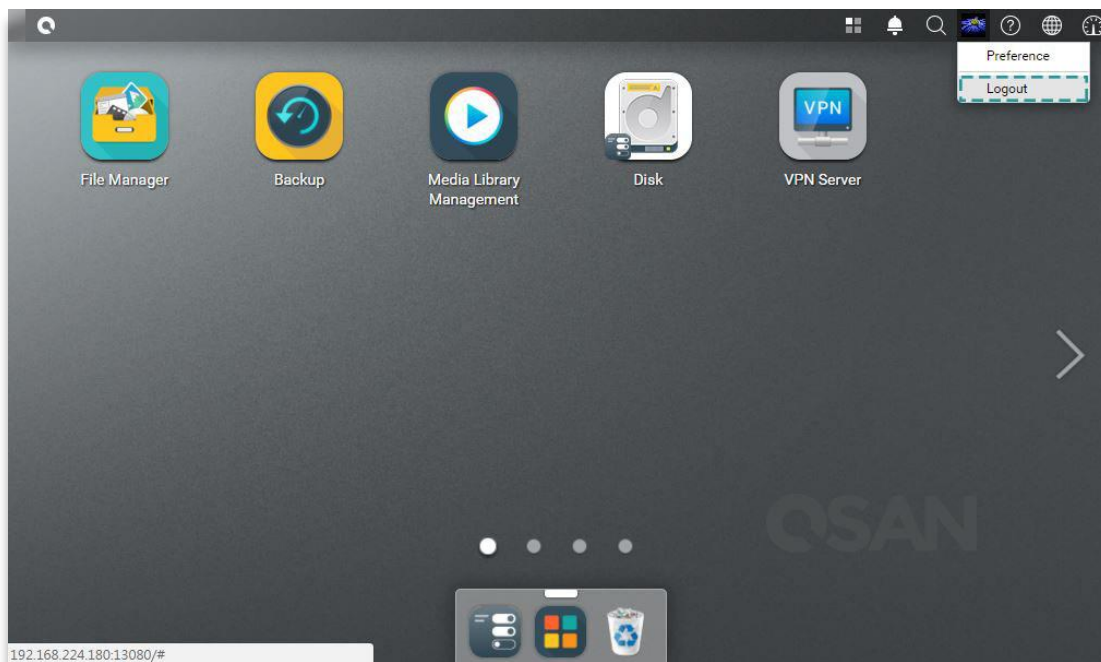 Preference
Logout
VPN
File Manager
Backup
Media Library
Management
Disk
VPN Server
QSAN
192.168.224.180:13080/#